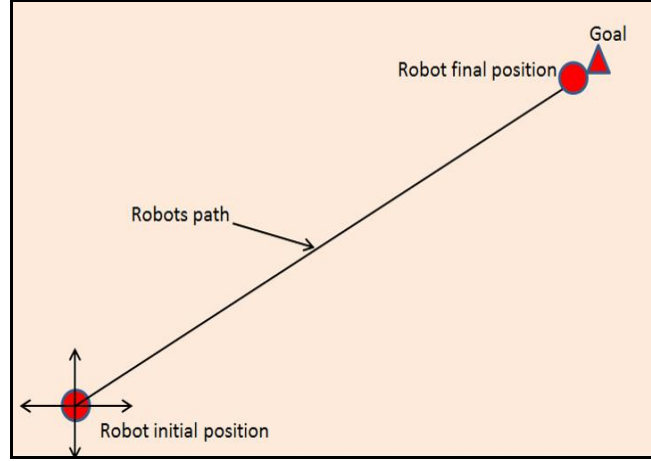 Goal
Robot final position
Robots path
Robot initial position